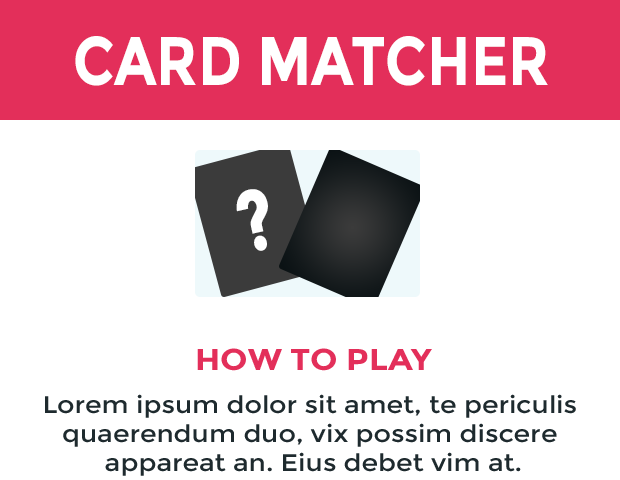 CARD MATCHER
?
HOW TO PLAY
Lorem ipsum dolor sit amet, te periculis
quaerendum duo, vix possim discere
appareat an. Eius debet vim at.